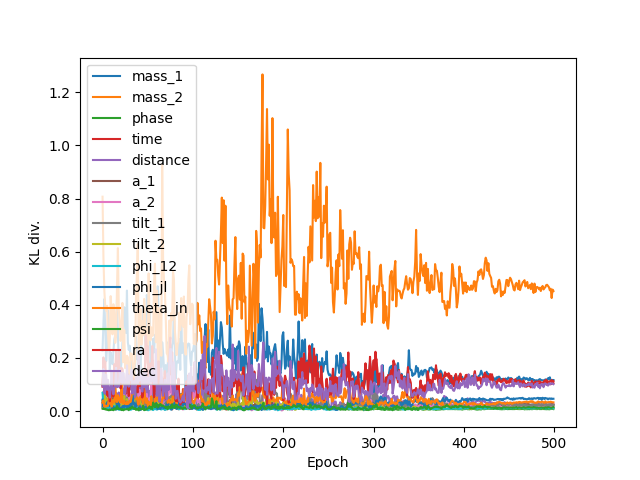 1.2
1.0
0.8
0.6
0.4
0.2
0.0
KL div.
mass_1
mass_2
phase
time
distance
a_1
a_2
tilt_1
tilt_2
phi_12
phi_jl
theta_jn
psi
ra
dec
0
100
200
300
400
500
Epoch